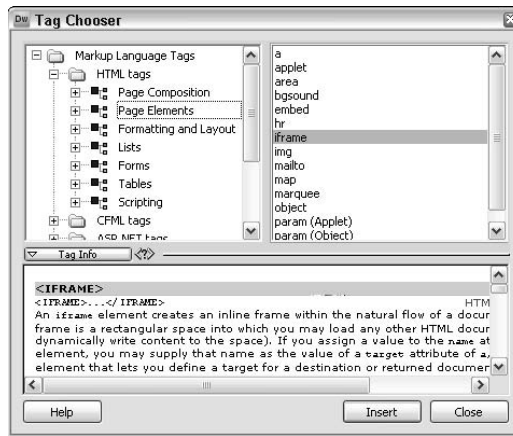 Dw Tag Chooser
Markup Language Tags
HTML tags
Page Composition
Page Elements
Formatting and Layout
Lists
Forms
Tables
Scripting
CFML tags
ASP.NET tags
a
applet
area
bgsound
embed
hr
iframe
img
mailto
map
marquee
object
param (Applet)
param (Object)
Tag Info
<?>
<IFRAME>
<IFRAME>...</IFRAME> HTM
An iframe element creates an inline frame within the natural flow of a docur
frame is a rectangular space into which you may load any other HTML docur
dynamically write content to the space). If you assign a value to the name at
element, you may supply that name as the value of a target attribute of a,
element that lets you define a target for a destination or returned documer
Help
Insert
Close